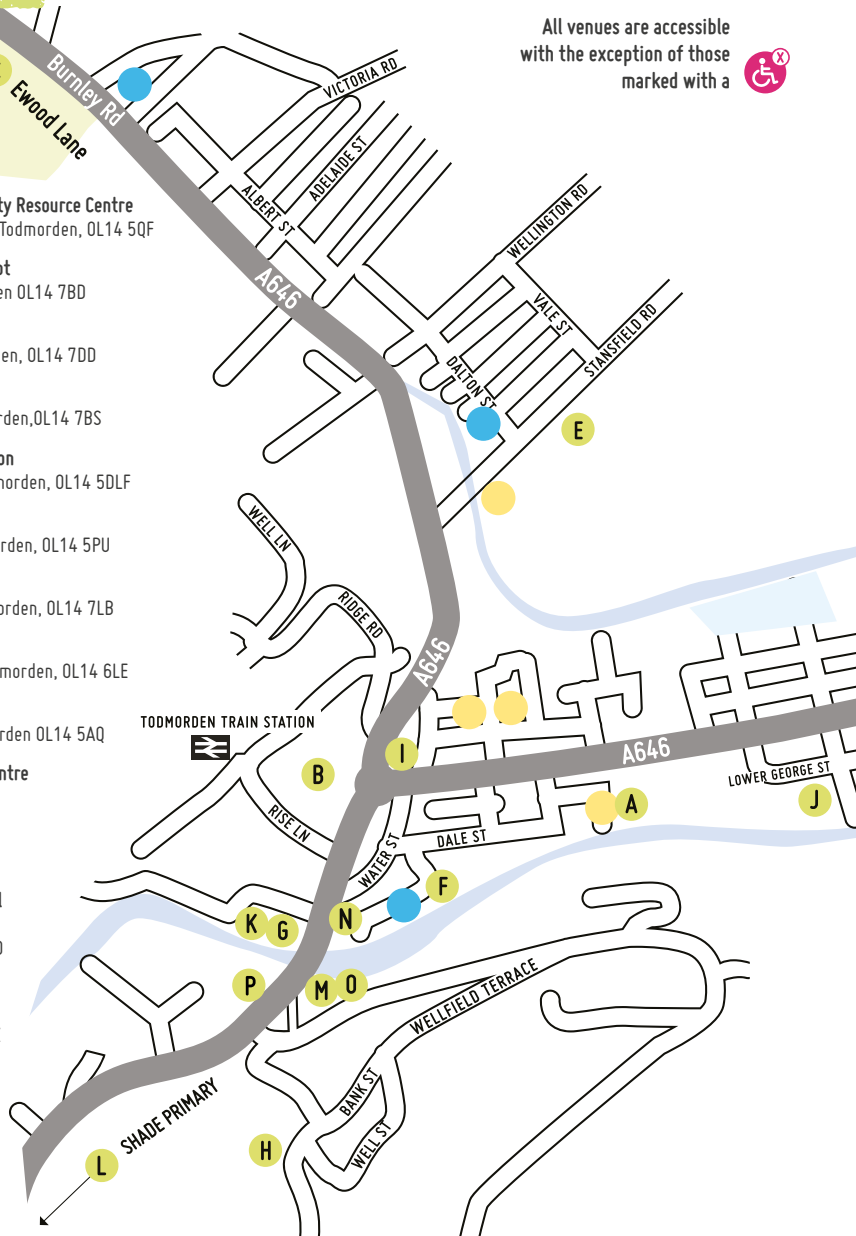 All venues are accessible
with the exception of those
marked with a
X
Burnley Rd
Ewood Lane
VICTORIA RD
ADELAIDE ST
ALBERT ST
A646
WELLINGTON RD
VALE ST
STANSFIELD RD
DALTON ST
E
ty Resource Centre
Todmorden, OL14 5QF
ot
en OL14 7BD
en, OL14 7DD
rden,OL14 7BS
on
morden, OL14 5DLF
rden, OL14 5PU
orden, OL14 7LB
morden, OL14 6LE
rden OL14 5AQ
ntre
WELL LN
RIDGE RD
A646
TODMORDEN TRAIN STATION
I
B
A646
LOWER GEORGE ST
J
A
RISE LN
WATER ST
DALE ST
F
K
G
N
P
M
O
WELLFIELD TERRACE
BANK ST
WELL ST
SHADE PRIMARY
H
L